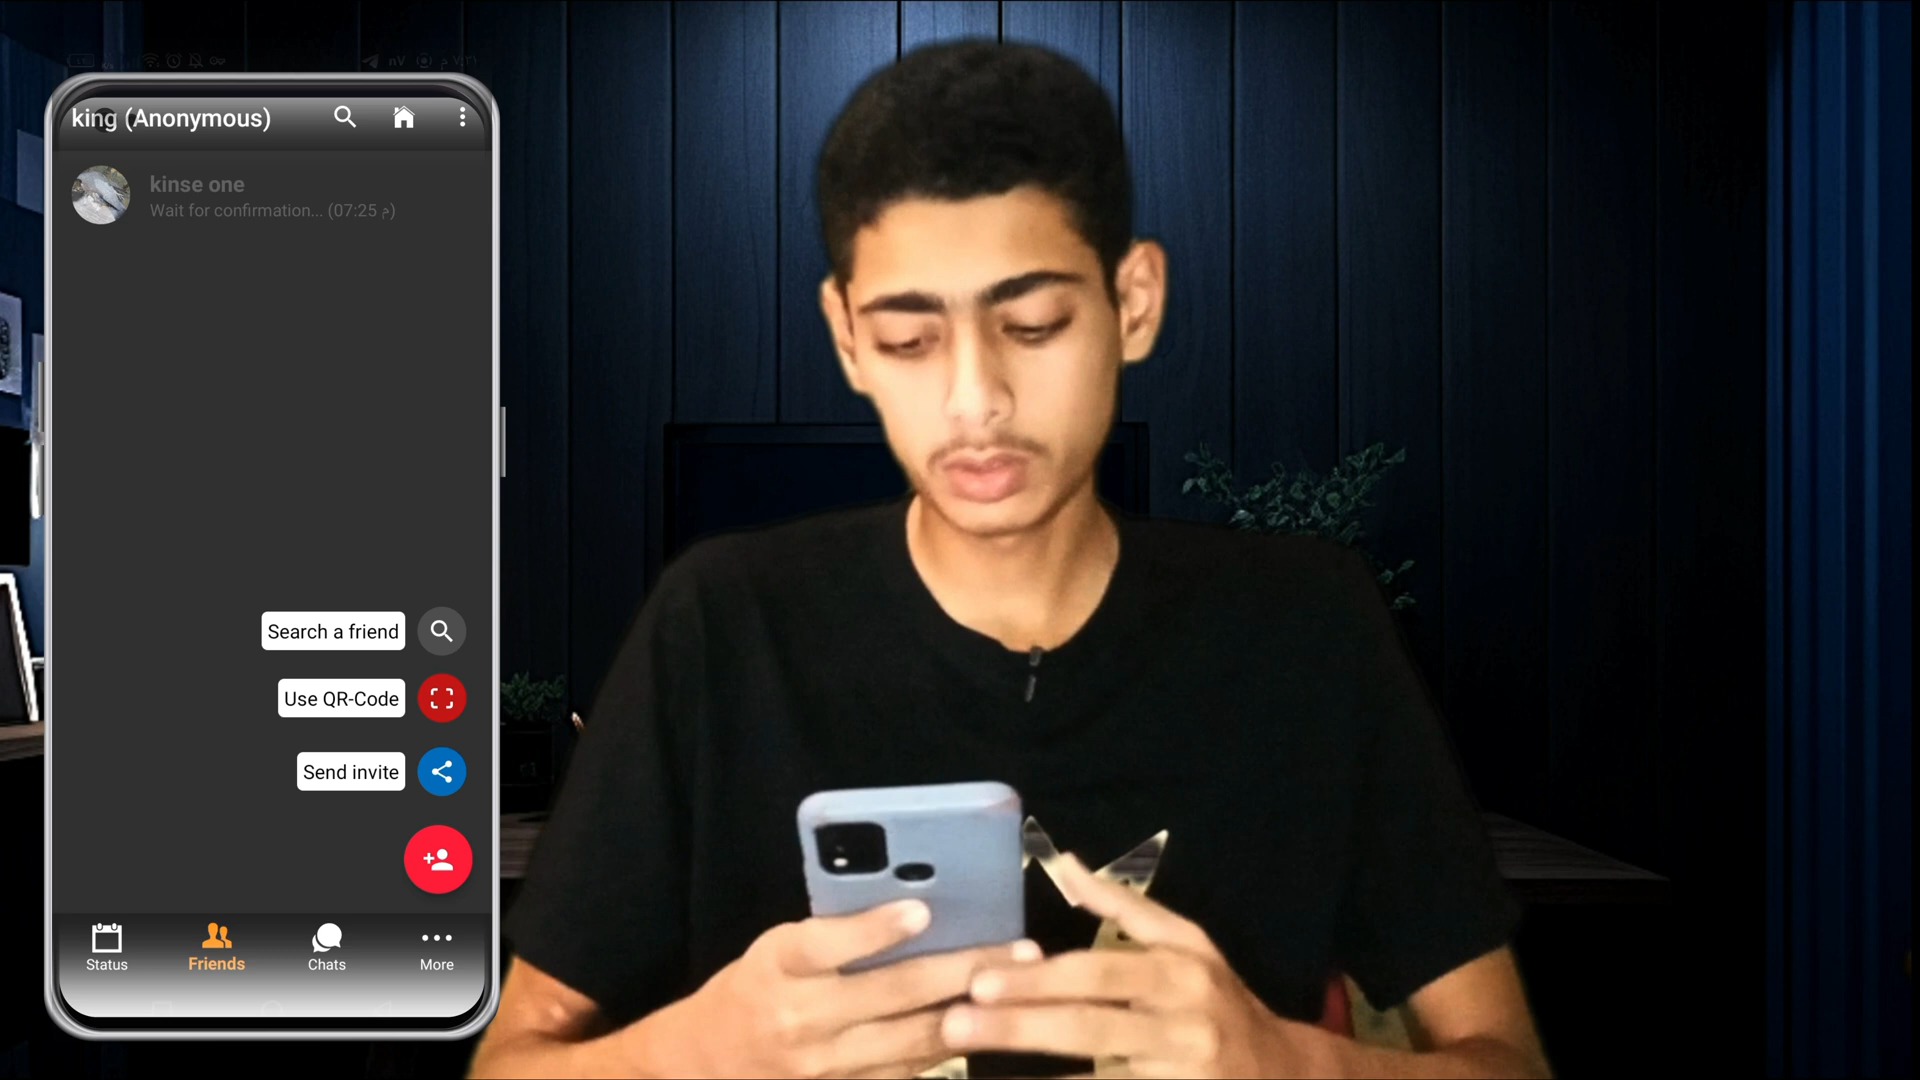 king (Anonymous)
kinse one
Wait for confirmation... (07:25 م)
Search a friend
Use QR-Code
Send invite
Status
Friends
Chats
More